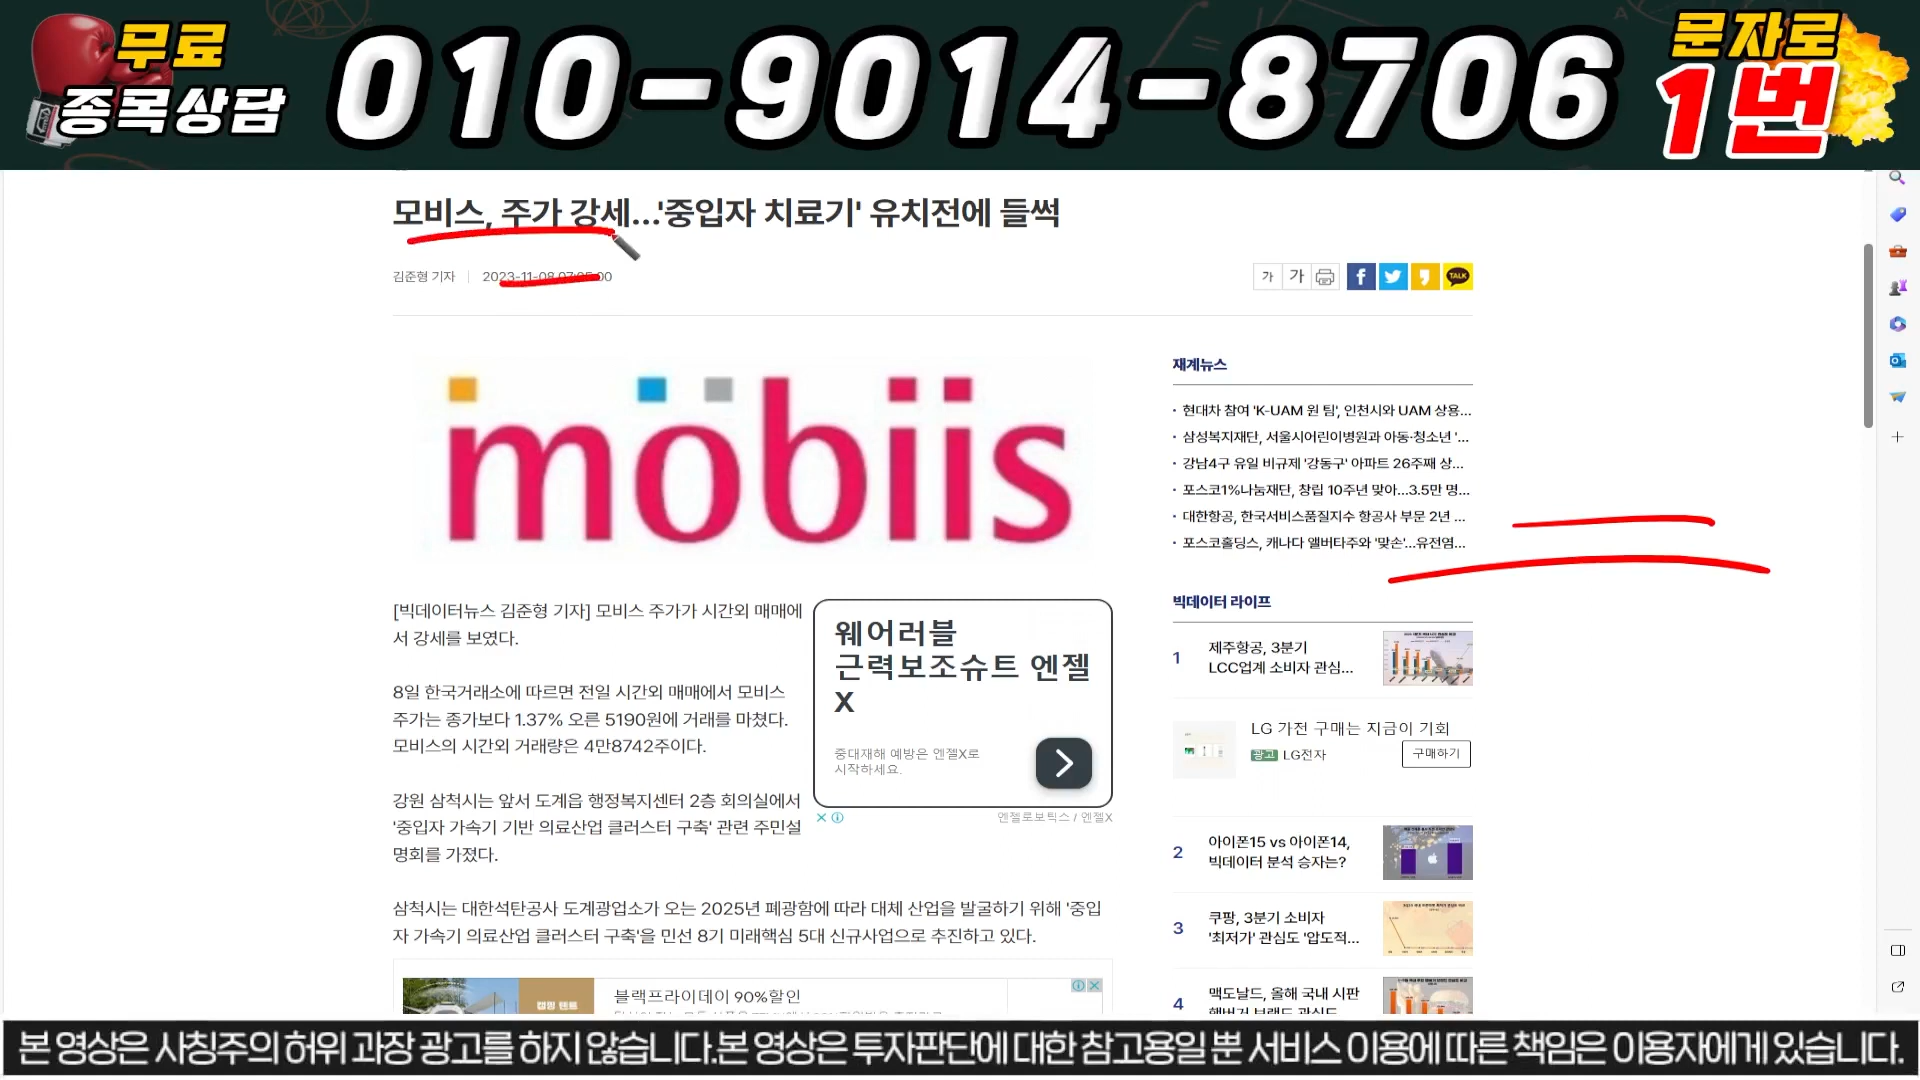 무료
종목상담
010-9014-8706
문자로
1번
모비스, 주가 강세...'중입자 치료기' 유치전에 들썩
김준형 기자
2023-11-08 07:05:00
가 가
TALK
mobiis
재계뉴스
· 현대차 참여 'K-UAM 원 팀', 인천시와 UAM 상용...
· 삼성복지재단, 서울시어린이병원과 아동·청소년 '...
· 강남4구 유일 비규제 '강동구' 아파트 26주째 상...
· 포스코1%나눔재단, 창립 10주년 맞아...3.5만 명...
· 대한항공, 한국서비스품질지수 항공사 부문 2년 ...
· 포스코홀딩스, 캐나다 앨버타주와 '맞손'...유전염...
[빅데이터뉴스 김준형 기자] 모비스 주가가 시간외 매매에
서 강세를 보였다.
8일 한국거래소에 따르면 전일 시간외 매매에서 모비스
주가는 종가보다 1.37% 오른 5190원에 거래를 마쳤다.
모비스의 시간외 거래량은 4만8742주이다.
강원 삼척시는 앞서 도계읍 행정복지센터 2층 회의실에서
'중입자 가속기 기반 의료산업 클러스터 구축' 관련 주민설
명회를 가졌다.
삼척시는 대한석탄공사 도계광업소가 오는 2025년 폐광함에 따라 대체 산업을 발굴하기 위해 '중입
자 가속기 의료산업 클러스터 구축'을 민선 8기 미래핵심 5대 신규사업으로 추진하고 있다.
웨어러블
근력보조슈트 엔젤
X
중대재해 예방은 엔젤X로
시작하세요.
엔젤로보틱스 / 엔젤X
캠핑 텐트
블랙프라이데이 90%할인
빅데이터 라이프
1 제주항공, 3분기
LCC업계 소비자 관심...
LG 가전 구매는 지금이 기회
광고 LG전자
구매하기
2 아이폰15 vs 아이폰14,
빅데이터 분석 승자는?
3 쿠팡, 3분기 소비자
'최저가' 관심도 '압도적...
4 맥도날드, 올해 국내 시판
햄버거 브랜드 관심도
본 영상은 사칭주의 허위 과장 광고를 하지 않습니다.본 영상은 투자판단에 대한 참고용일 뿐 서비스 이용에 따른 책임은 이용자에게 있습니다.